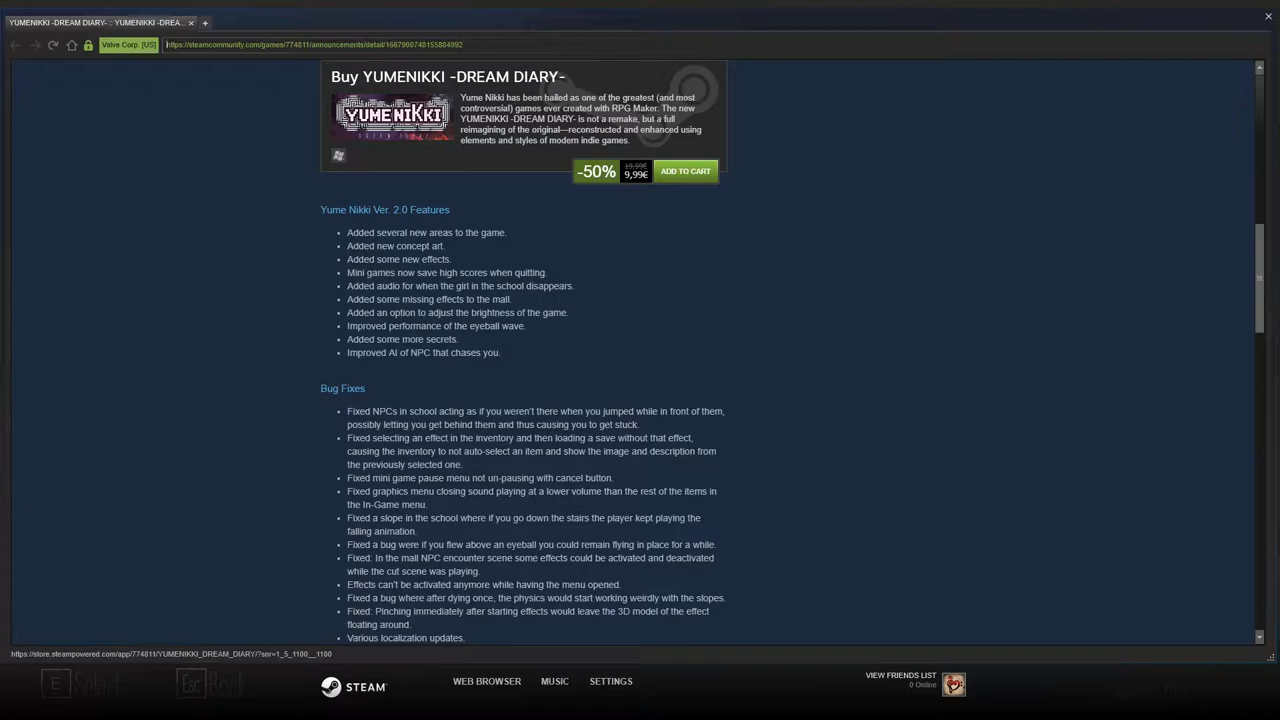 YUMENIKKI -DREAM DIARY- :: YUMENIKKI -DREA... × +
Valve Corp. [US] https://steamcommunity.com/games/774811/announcements/detail/1667900748155884992
Buy YUMENIKKI -DREAM DIARY-
YUME NIKKI
DREAM DIARY
Yume Nikki has been hailed as one of the greatest (and most
controversial) games ever created with RPG Maker. The new
YUMENIKKI -DREAM DIARY- is not a remake, but a full
reimagining of the original—reconstructed and enhanced using
elements and styles of modern indie games.
-50% 19,99€ 9,99€ ADD TO CART
Yume Nikki Ver. 2.0 Features
• Added several new areas to the game.
• Added new concept art.
• Added some new effects.
• Mini games now save high scores when quitting.
• Added audio for when the girl in the school disappears.
• Added some missing effects to the mall.
• Added an option to adjust the brightness of the game.
• Improved performance of the eyeball wave.
• Added some more secrets.
• Improved AI of NPC that chases you.
Bug Fixes
• Fixed NPCs in school acting as if you weren't there when you jumped while in front of them,
possibly letting you get behind them and thus causing you to get stuck.
• Fixed selecting an effect in the inventory and then loading a save without that effect,
causing the inventory to not auto-select an item and show the image and description from
the previously selected one.
• Fixed mini game pause menu not un-pausing with cancel button.
• Fixed graphics menu closing sound playing at a lower volume than the rest of the items in
the In-Game menu.
• Fixed a slope in the school where if you go down the stairs the player kept playing the
falling animation.
• Fixed a bug were if you flew above an eyeball you could remain flying in place for a while.
• Fixed: In the mall NPC encounter scene some effects could be activated and deactivated
while the cut scene was playing.
• Effects can't be activated anymore while having the menu opened.
• Fixed a bug where after dying once, the physics would start working weirdly with the slopes.
• Fixed: Pinching immediately after starting effects would leave the 3D model of the effect
floating around.
• Various localization updates.
https://store.steampowered.com/app/774811/YUMENIKKI_DREAM_DIARY/?snr=1_5_1100__1100
E Select Esc Back
STEAM WEB BROWSER MUSIC SETTINGS
VIEW FRIENDS LIST
0 Online